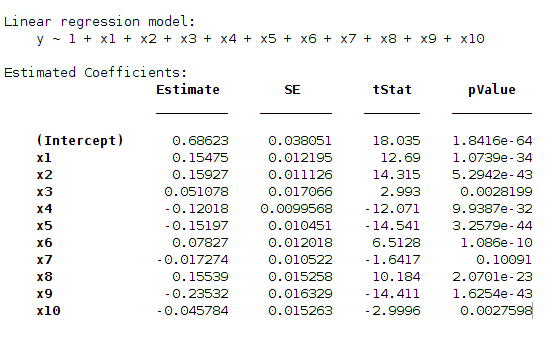 Linear regression model:
y ~ 1 + x1 + x2 + x3 + x4 + x5 + x6 + x7 + x8 + x9 + x10
Estimated Coefficients:
Estimate SE tStat pValue
(Intercept) 0.68623 0.038051 18.035 1.8416e-64
x1 0.15475 0.012195 12.69 1.0739e-34
x2 0.15927 0.011126 14.315 5.2942e-43
x3 0.051078 0.017066 2.993 0.0028199
x4 -0.12018 0.0099568 -12.071 9.9387e-32
x5 -0.15197 0.010451 -14.541 3.2579e-44
x6 0.07827 0.012018 6.5128 1.086e-10
x7 -0.017274 0.010522 -1.6417 0.10091
x8 0.15539 0.015258 10.184 2.0701e-23
x9 -0.23532 0.016329 -14.411 1.6254e-43
x10 -0.045784 0.015263 -2.9996 0.0027598